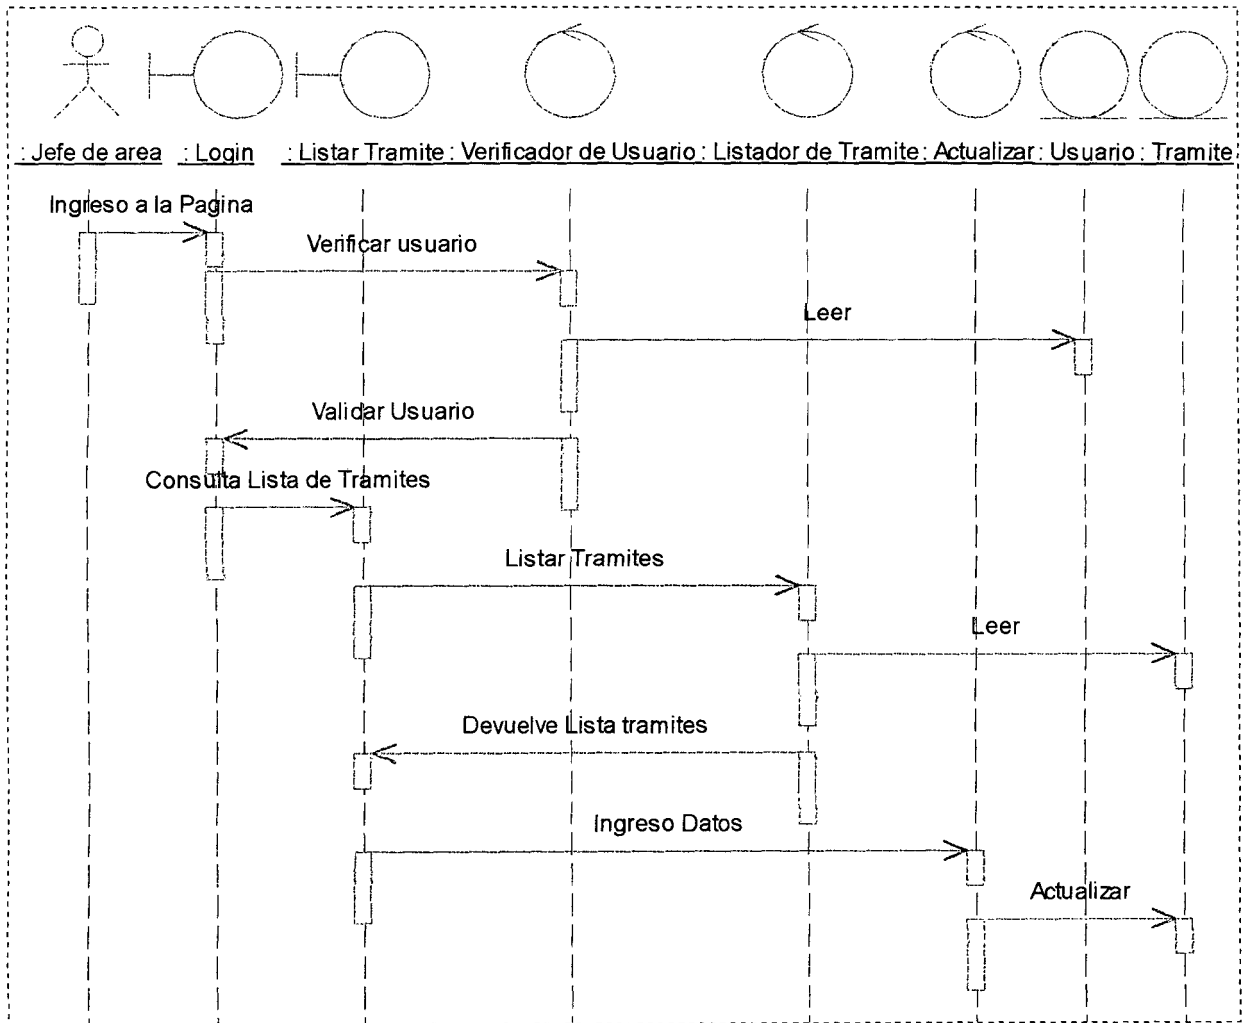 : Jefe de area : Login : Listar Tramite : Verificador de Usuario : Listador de Tramite : Actualizar : Usuario : Tramite
Ingreso a la Pagina
Verificar usuario
Leer
Validar Usuario
Consulta Lista de Tramites
Listar Tramites
Leer
Devuelve Lista tramites
Ingreso Datos
Actualizar